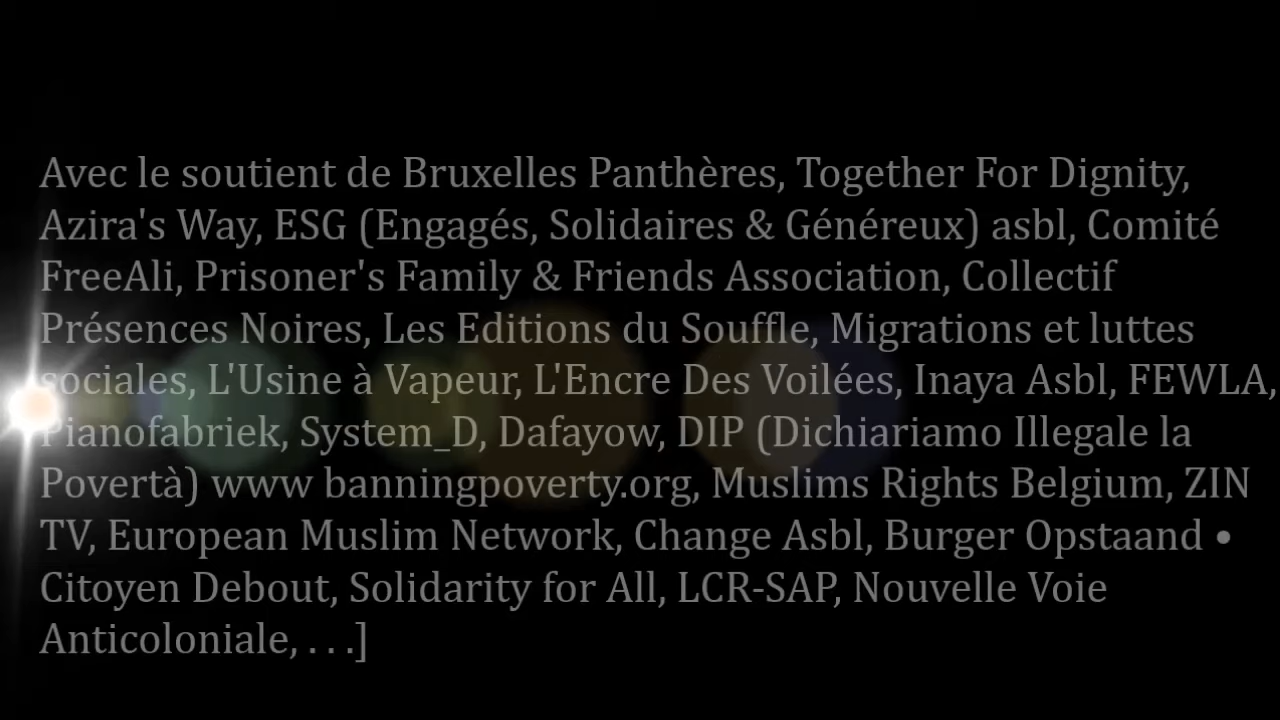 Avec le soutient de Bruxelles Panthères, Together For Dignity,
Azira's Way, ESG (Engagés, Solidaires & Généreux) asbl, Comité
FreeAli, Prisoner's Family & Friends Association, Collectif
Présences Noires, Les Editions du Souffle, Migrations et luttes
sociales, L'Usine à Vapeur, L'Encre Des Voilées, Inaya Asbl, FEWLA,
Pianofabriek, System_D, Dafayow, DIP (Dichiariamo Illegale la
Povertà) www banningpoverty.org, Muslims Rights Belgium, ZIN
TV, European Muslim Network, Change Asbl, Burger Opstaand •
Citoyen Debout, Solidarity for All, LCR-SAP, Nouvelle Voie
Anticoloniale, . . .]